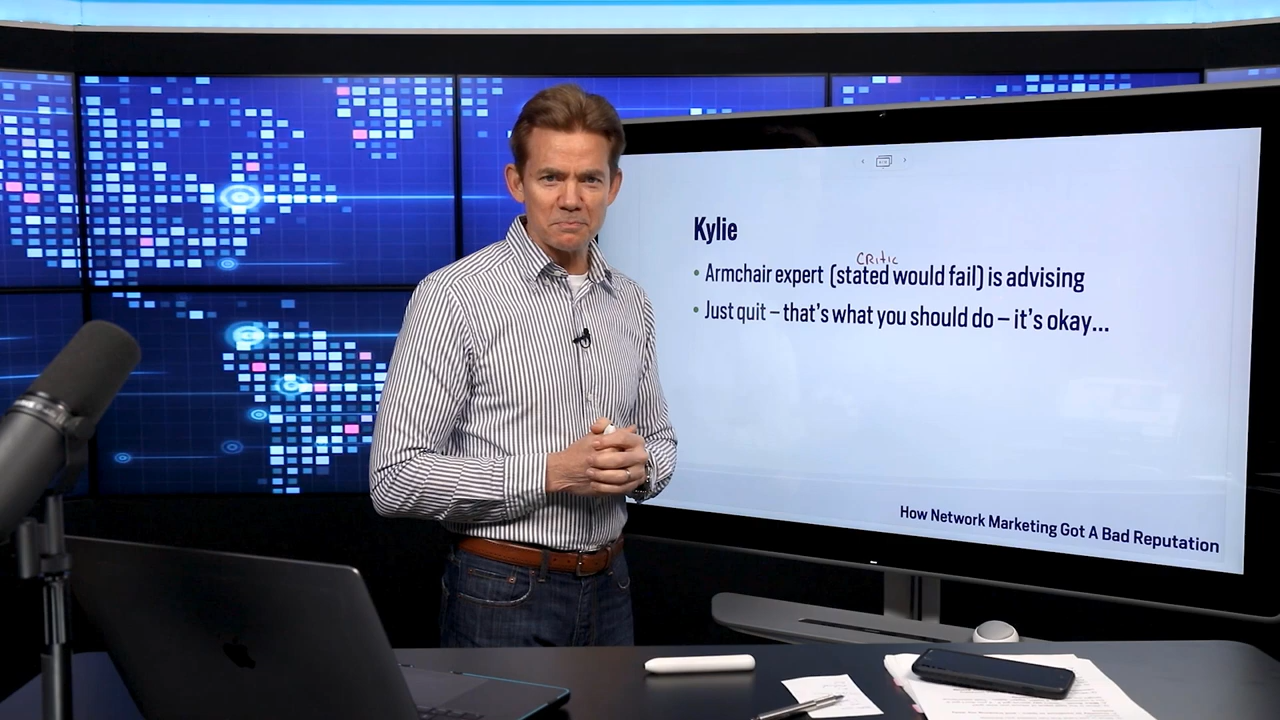 Kylie
CRitic
• Armchair expert (stated would fail) is advising
• Just quit – that's what you should do – it's okay...
How Network Marketing Got A Bad Reputation